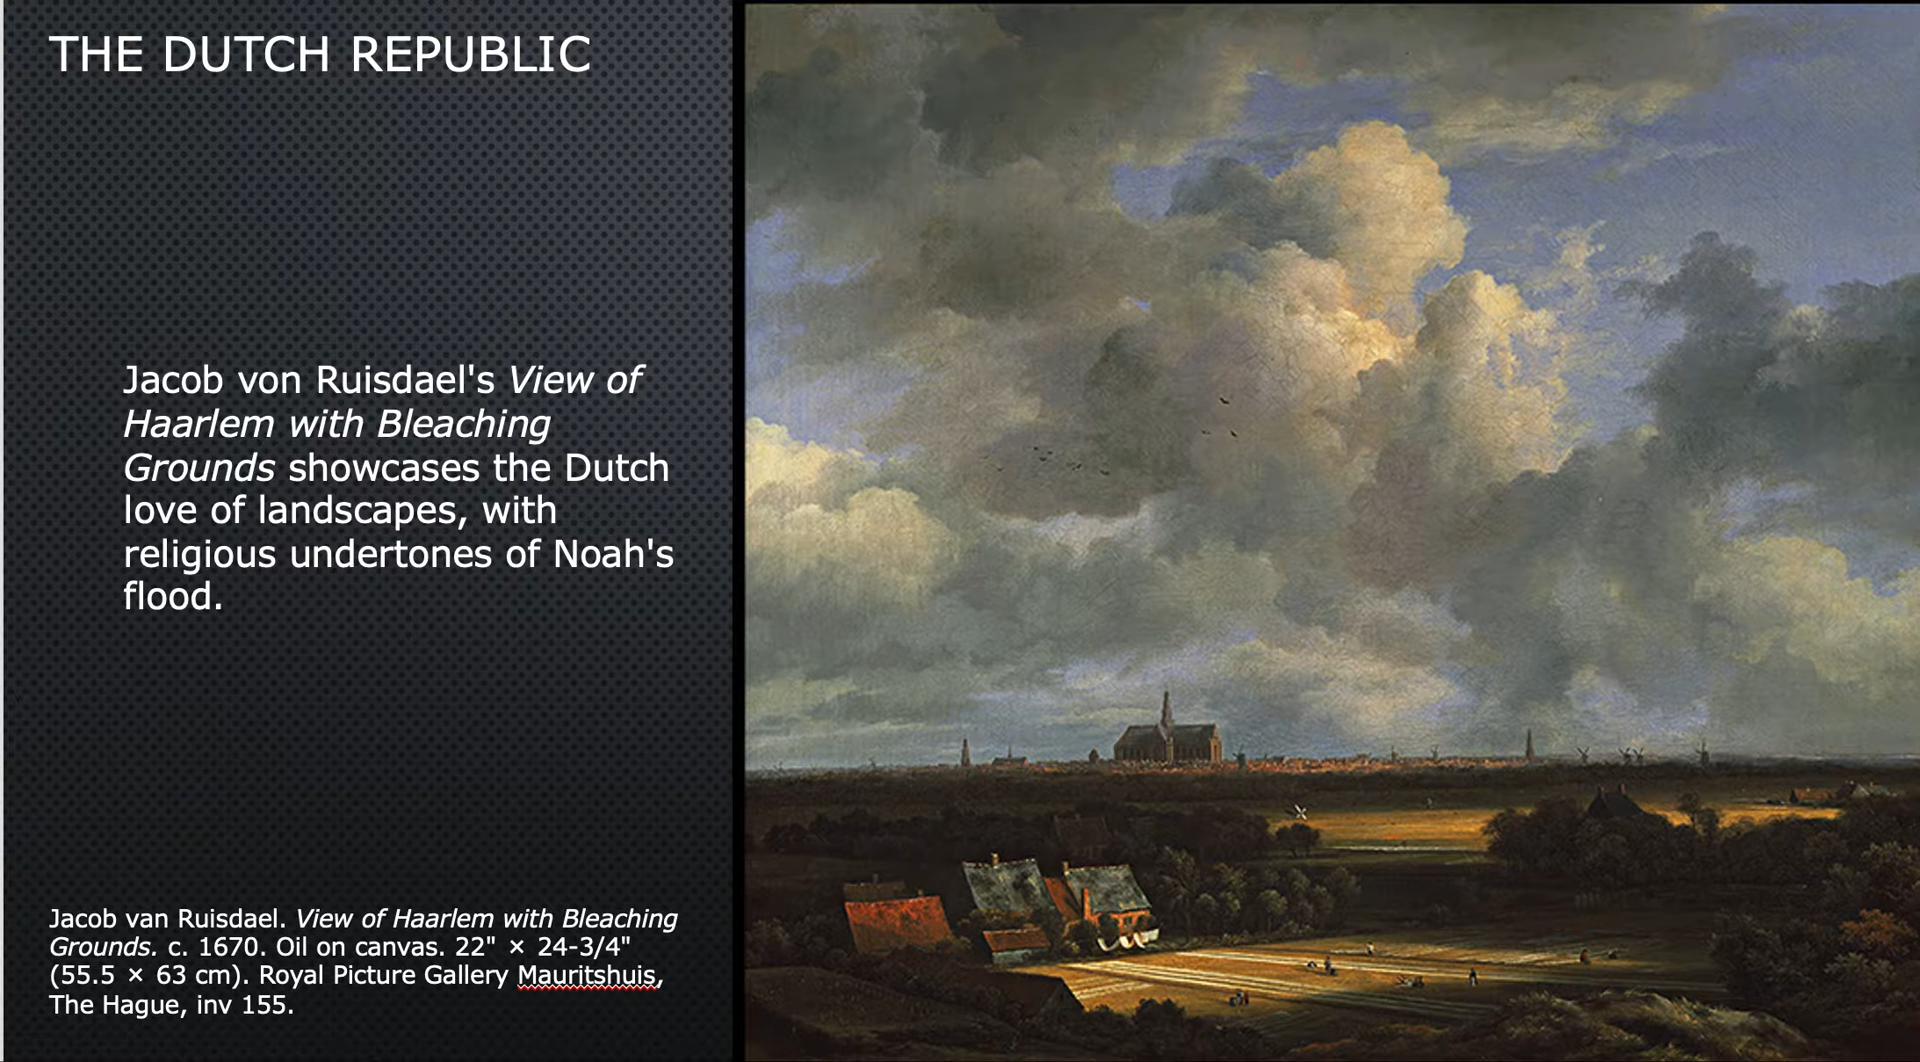 THE DUTCH REPUBLIC
Jacob von Ruisdael's View of
Haarlem with Bleaching
Grounds showcases the Dutch
love of landscapes, with
religious undertones of Noah's
flood.
Jacob van Ruisdael. View of Haarlem with Bleaching
Grounds. c. 1670. Oil on canvas. 22" × 24-3/4"
(55.5 × 63 cm). Royal Picture Gallery Mauritshuis,
The Hague, inv 155.